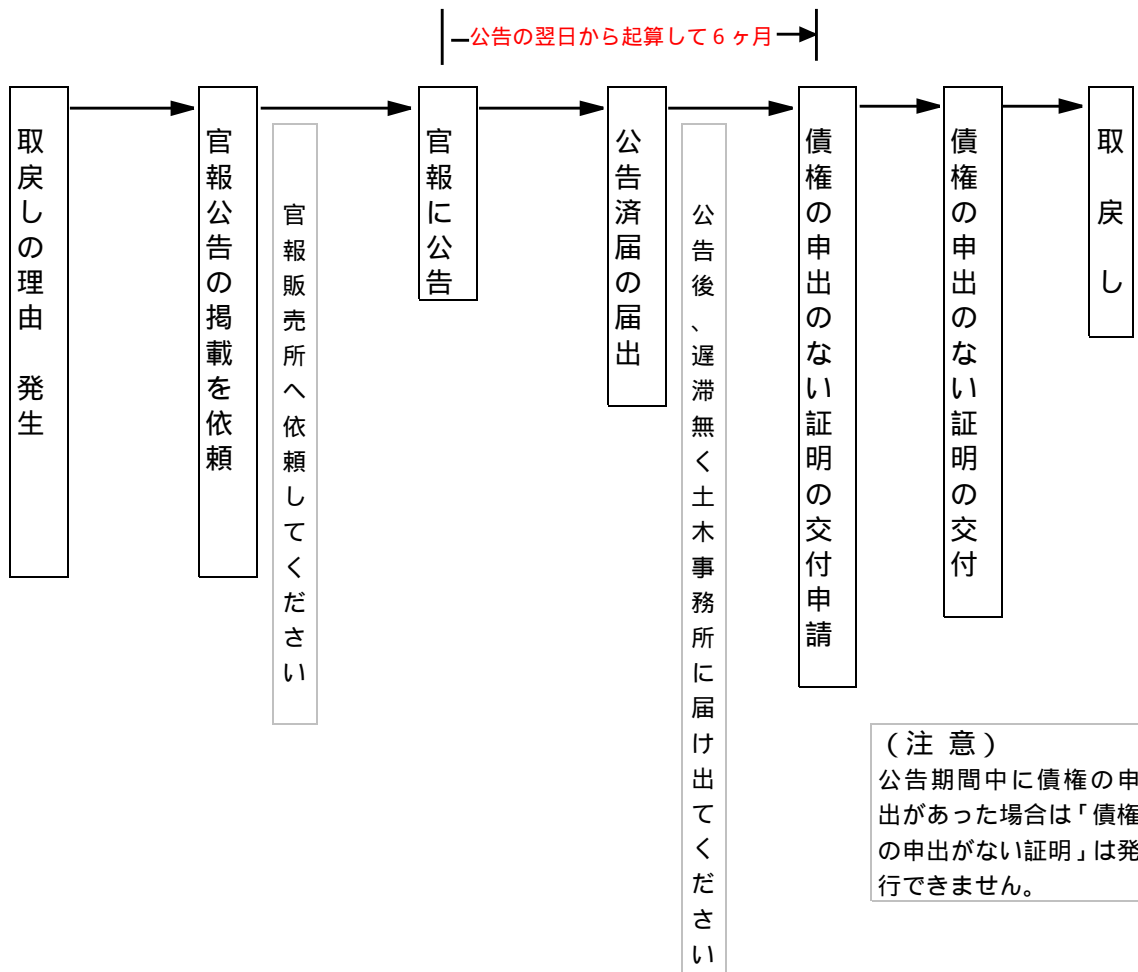 公告の翌日から起算して6ヶ月
取戻しの理由 発生
官報公告の掲載を依頼
官報販売所へ依頼してください
官報に公告
公告済届の届出
公告後、遅滞無く土木事務所に届け出てください
債権の申出のない証明の交付申請
債権の申出のない証明の交付
取戻し
(注 意)
公告期間中に債権の申
出があった場合は「債権
の申出がない証明」は発
行できません。